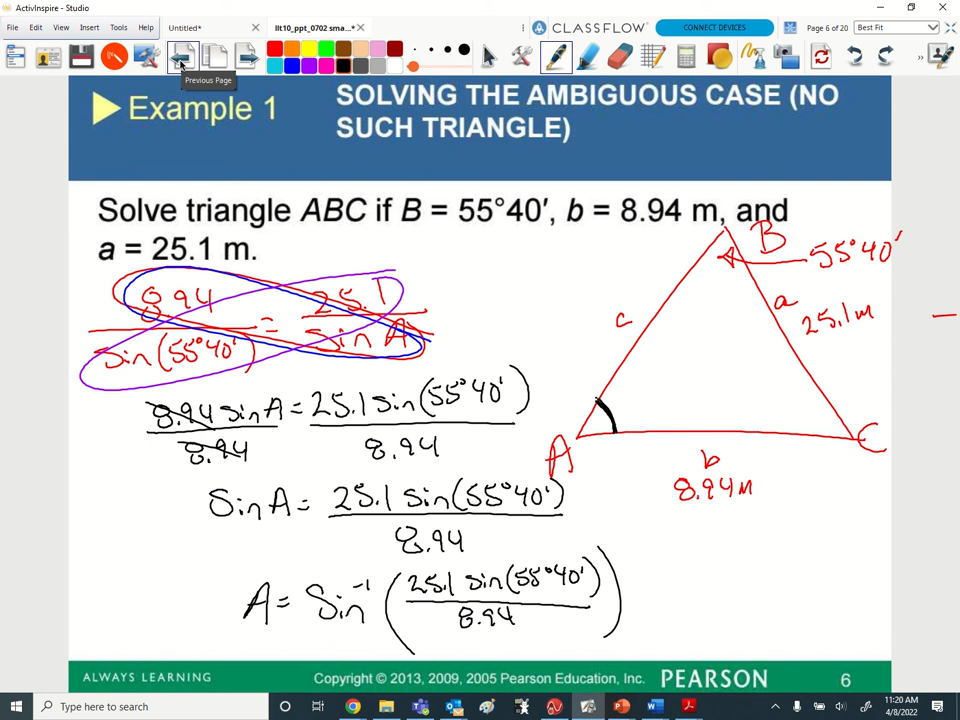 ActivInspire - Studio
File Edit View Insert Tools Help
Untitled*
llt10_ppt_0702 sma...*
CLASSFLOW
CONNECT DEVICES
Page 6 of 20
Best Fit
Previous Page
Example 1
SOLVING THE AMBIGUOUS CASE (NO
SUCH TRIANGLE)
Solve triangle ABC if B = 55°40′, b = 8.94 m, and
a = 25.1 m.
8.94 / sin(55°40') = 25.1 / sin A
8.94 sin A / 8.94 = 25.1 sin(55°40') / 8.94
Sin A = 25.1 sin(55°40') / 8.94
A = Sin⁻¹ (25.1 sin(55°40') / 8.94)
B
55°40'
a
25.1m
c
A
C
b
8.94m
ALWAYS LEARNING
Copyright © 2013, 2009, 2005 Pearson Education, Inc.
PEARSON
6
Type here to search
11:20 AM
4/8/2022